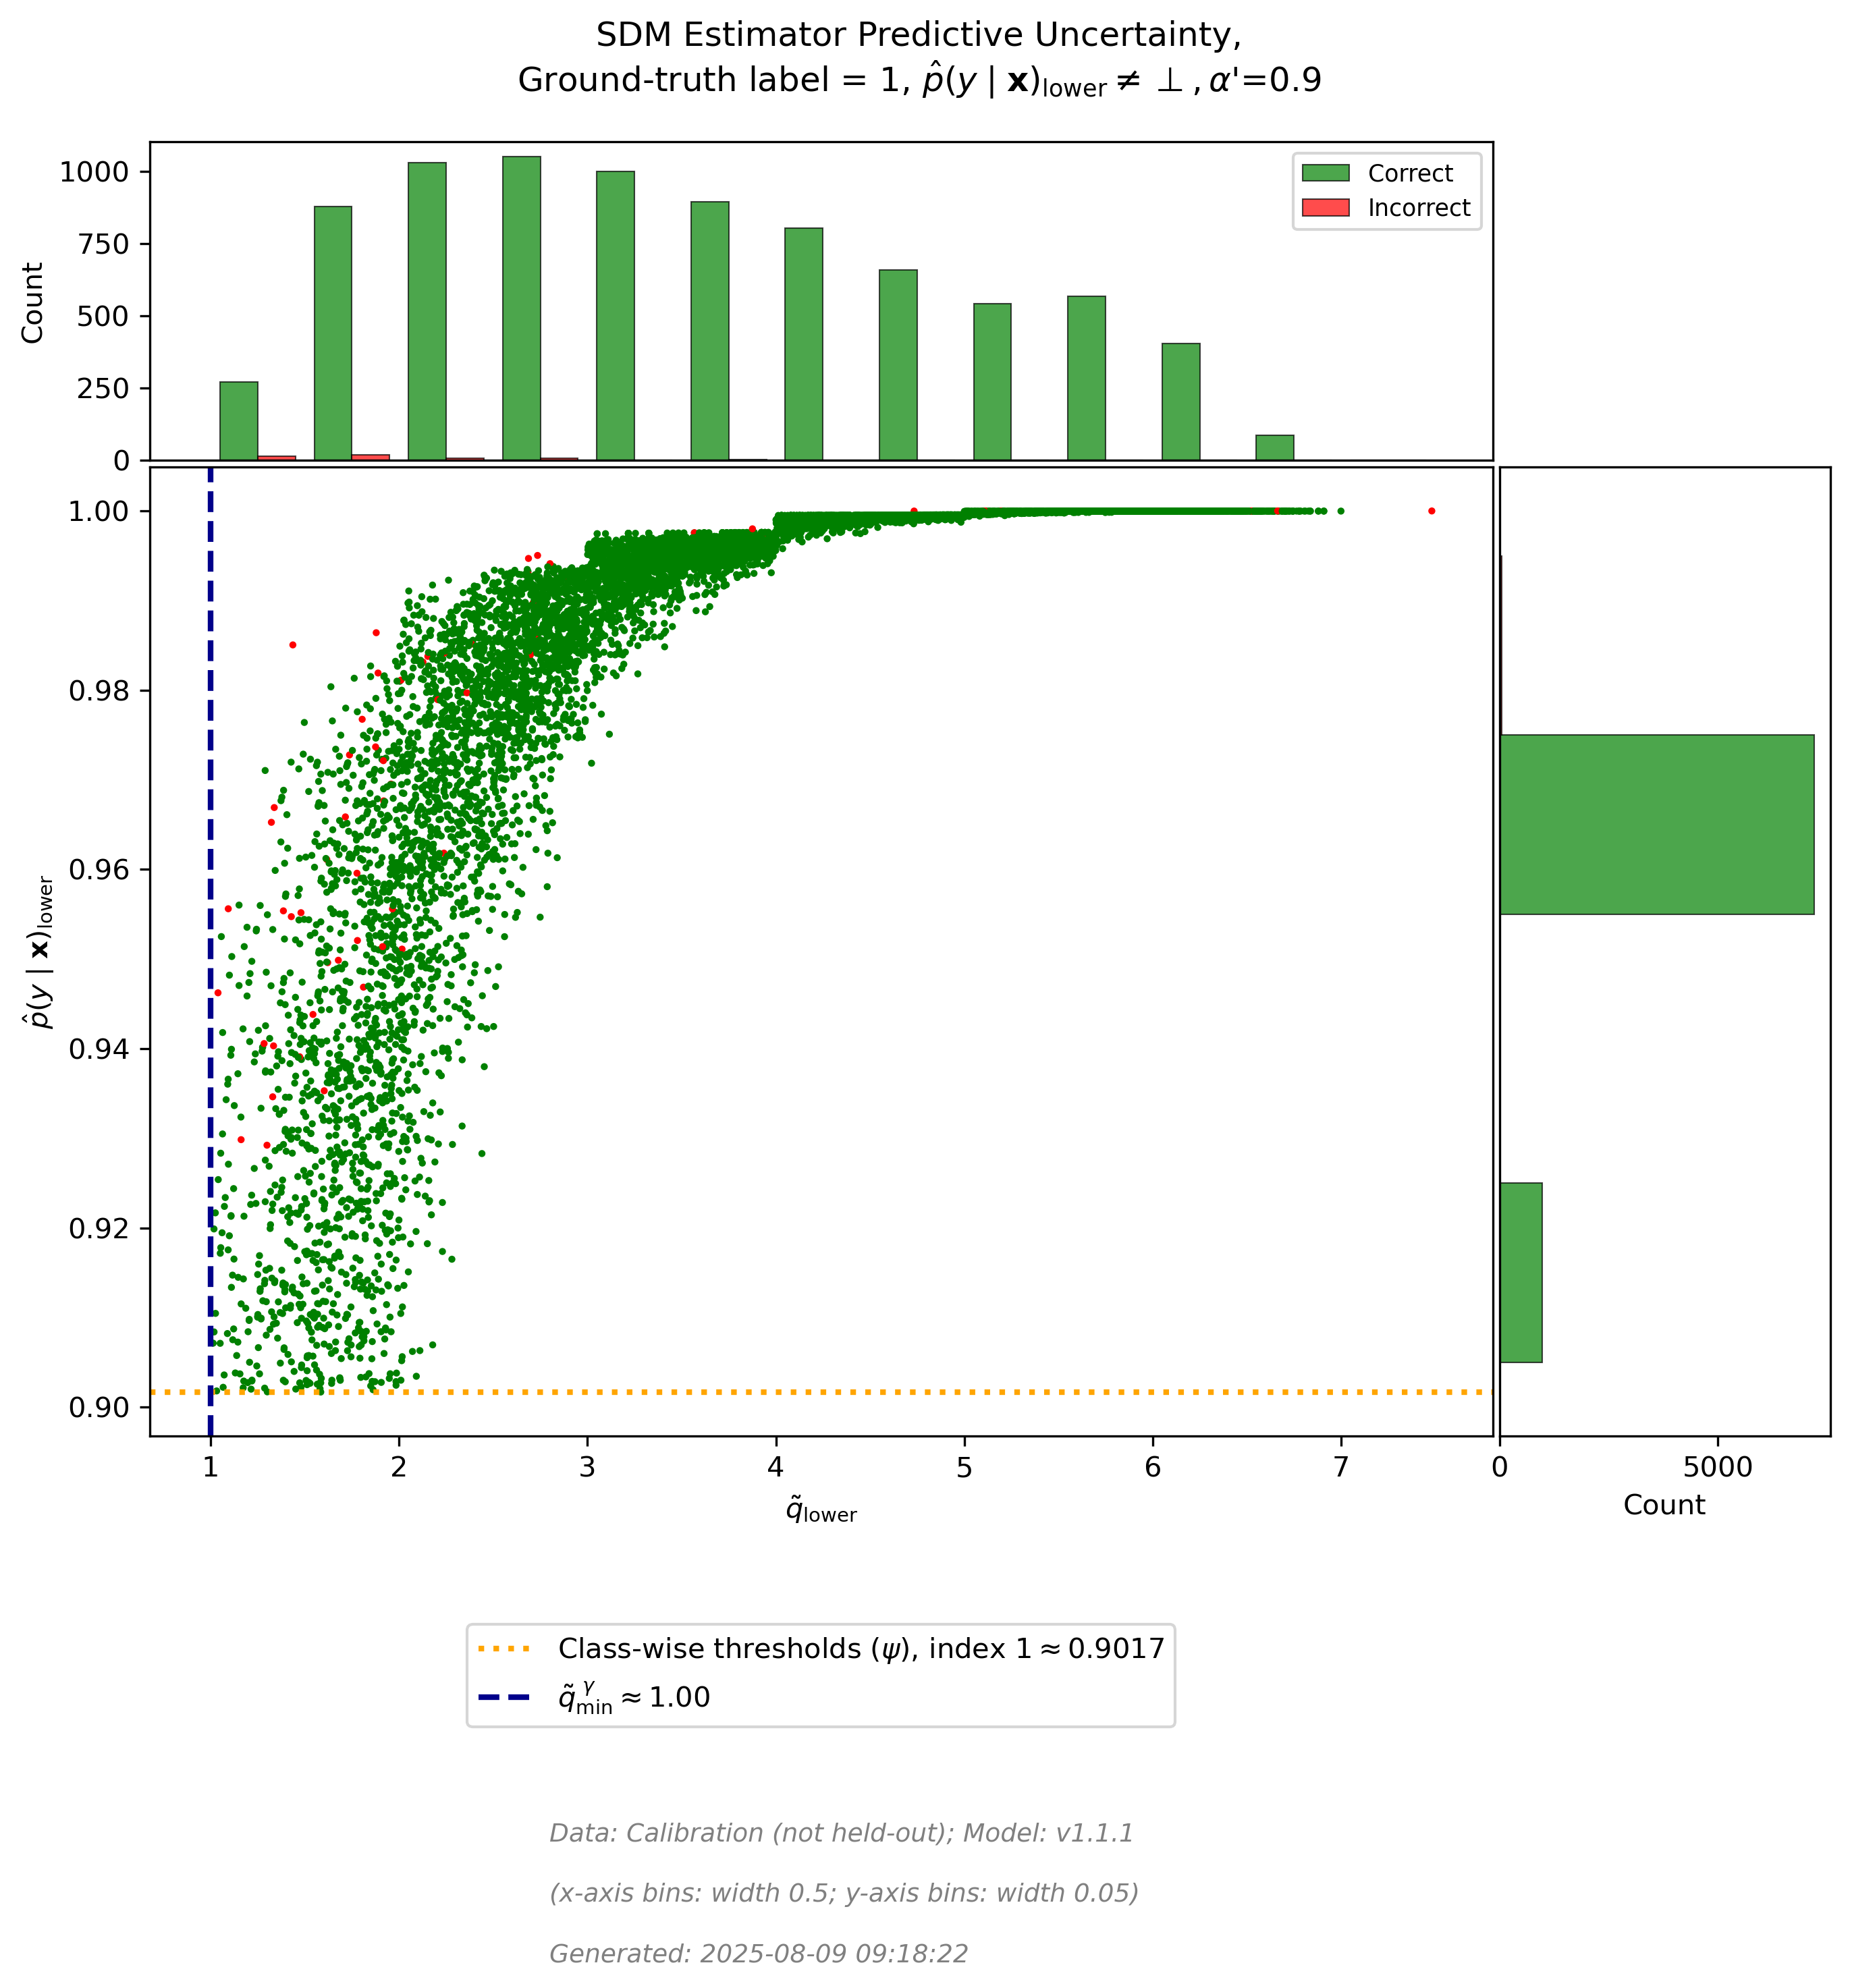 SDM Estimator Predictive Uncertainty,
Ground-truth label = 1, p̂(y | x)lower ≠ ⊥, α'=0.9
1000
750
500
250
0
Count
Correct
Incorrect
1.00
0.98
0.96
0.94
0.92
0.90
p̂(y | x)lower
1 2 3 4 5 6 7
q̃lower
0 5000
Count
Class-wise thresholds (ψ), index 1 ≈ 0.9017
q̃minγ ≈ 1.00
Data: Calibration (not held-out); Model: v1.1.1
(x-axis bins: width 0.5; y-axis bins: width 0.05)
Generated: 2025-08-09 09:18:22